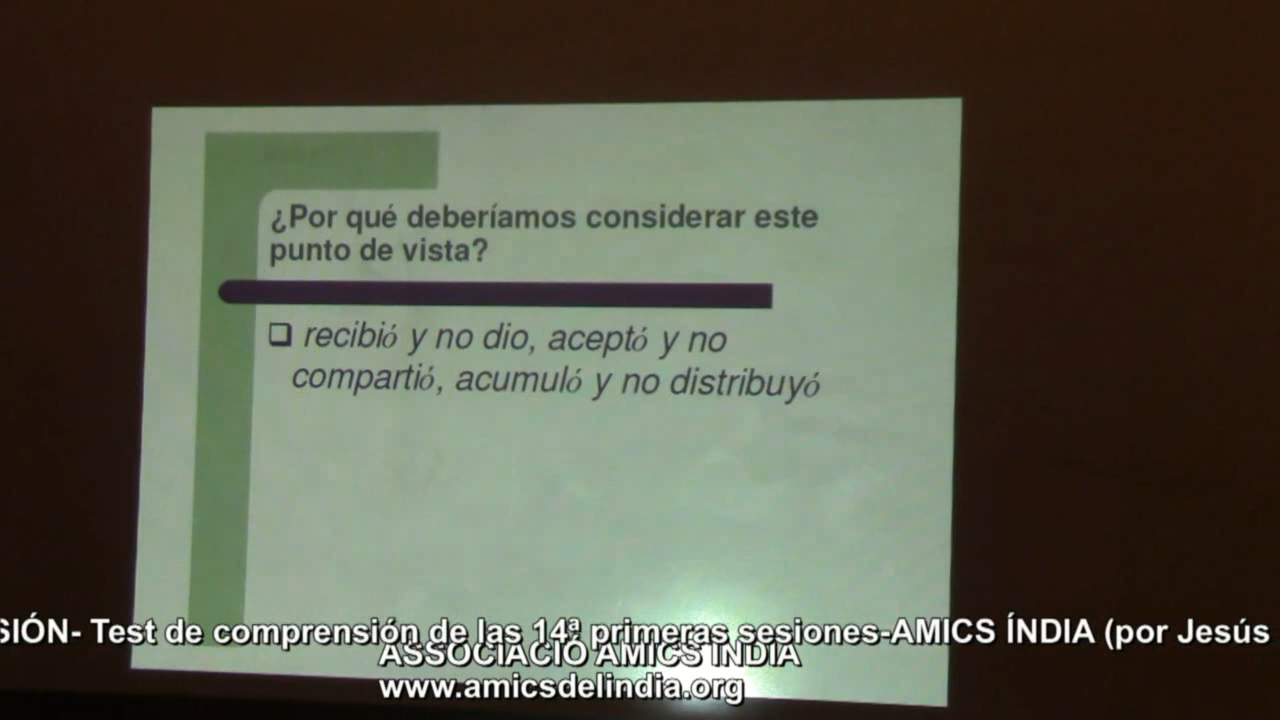 ¿Por qué deberíamos considerar este
punto de vista?
❑ recibió y no dio, aceptó y no
compartió, acumuló y no distribuyó
SIÓN- Test de comprensión de las 14ª primeras sesiones-AMICS ÍNDIA (por Jesús
ASSOCIACIÓ AMICS ÍNDIA
www.amicsdelindia.org